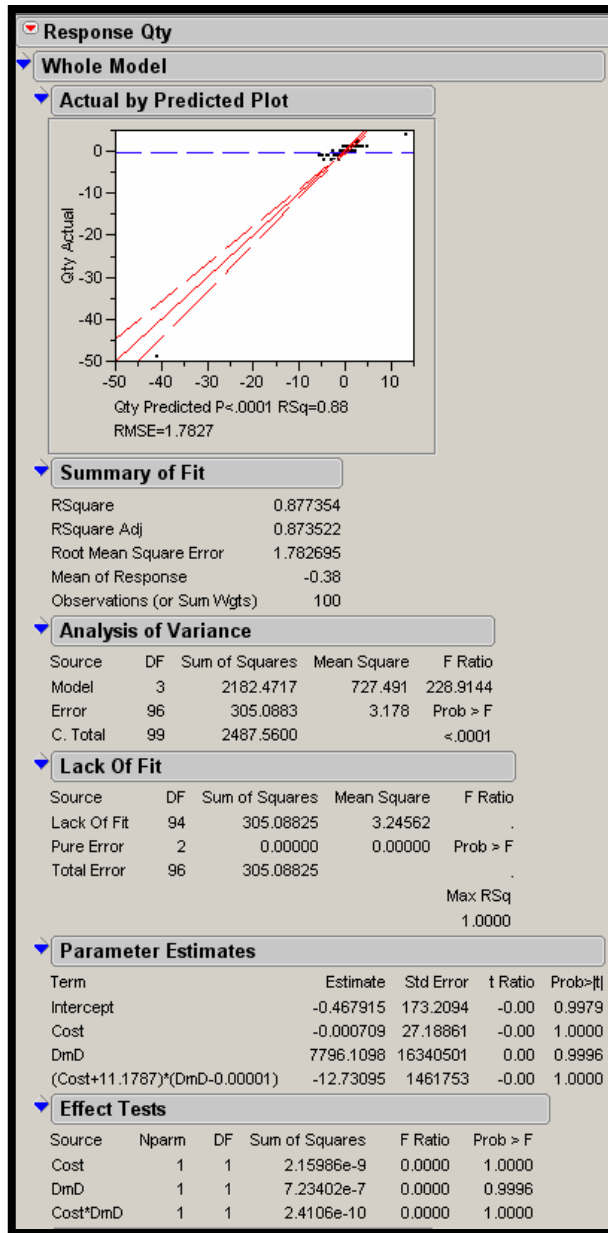 Response Qty
Whole Model
Actual by Predicted Plot
0
-10
-20
-30
-40
-50
Qty Actual
-50 -40 -30 -20 -10 0 10
Qty Predicted P<.0001 RSq=0.88
RMSE=1.7827
Summary of Fit
RSquare 0.877354
RSquare Adj 0.873522
Root Mean Square Error 1.782695
Mean of Response -0.38
Observations (or Sum Wgts) 100
Analysis of Variance
Source DF Sum of Squares Mean Square F Ratio
Model 3 2182.4717 727.491 228.9144
Error 96 305.0883 3.178 Prob > F
C. Total 99 2487.5600 <.0001
Lack Of Fit
Source DF Sum of Squares Mean Square F Ratio
Lack Of Fit 94 305.08825 3.24562 .
Pure Error 2 0.00000 0.00000 Prob > F
Total Error 96 305.08825 .
Max RSq
1.0000
Parameter Estimates
Term Estimate Std Error t Ratio Prob>|t|
Intercept -0.467915 173.2094 -0.00 0.9979
Cost -0.000709 27.18861 -0.00 1.0000
DmD 7796.1098 16340501 0.00 0.9996
(Cost+11.1787)*(DmD-0.00001) -12.73095 1461753 -0.00 1.0000
Effect Tests
Source Nparm DF Sum of Squares F Ratio Prob > F
Cost 1 1 2.15986e-9 0.0000 1.0000
DmD 1 1 7.23402e-7 0.0000 0.9996
Cost*DmD 1 1 2.4106e-10 0.0000 1.0000